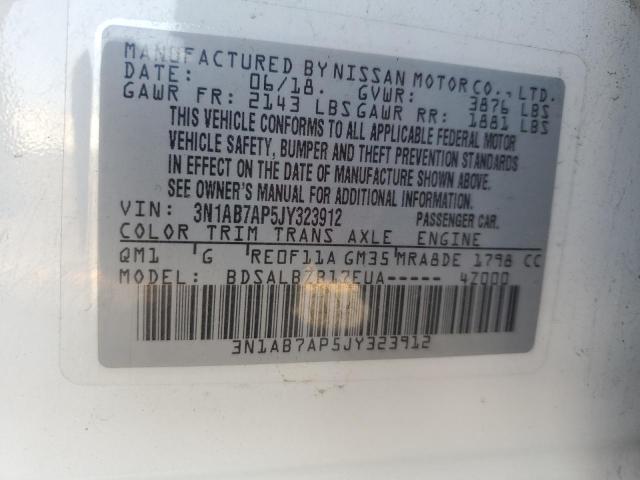 MANUFACTURED BY NISSAN MOTOR CO., LTD.
DATE: 06/18. GVWR: 3876 LBS
GAWR FR: 2143 LBS GAWR RR: 1881 LBS
THIS VEHICLE CONFORMS TO ALL APPLICABLE FEDERAL MOTOR
VEHICLE SAFETY, BUMPER AND THEFT PREVENTION STANDARDS
IN EFFECT ON THE DATE OF MANUFACTURE SHOWN ABOVE.
SEE OWNER'S MANUAL FOR ADDITIONAL INFORMATION.
VIN: 3N1AB7AP5JY323912 PASSENGER CAR.
COLOR TRIM TRANS AXLE ENGINE
QM1 G RE0F11A GM35 MRA8DE 1798 CC
MODEL: ----- 4Z000
3N1AB7AP5JY323912